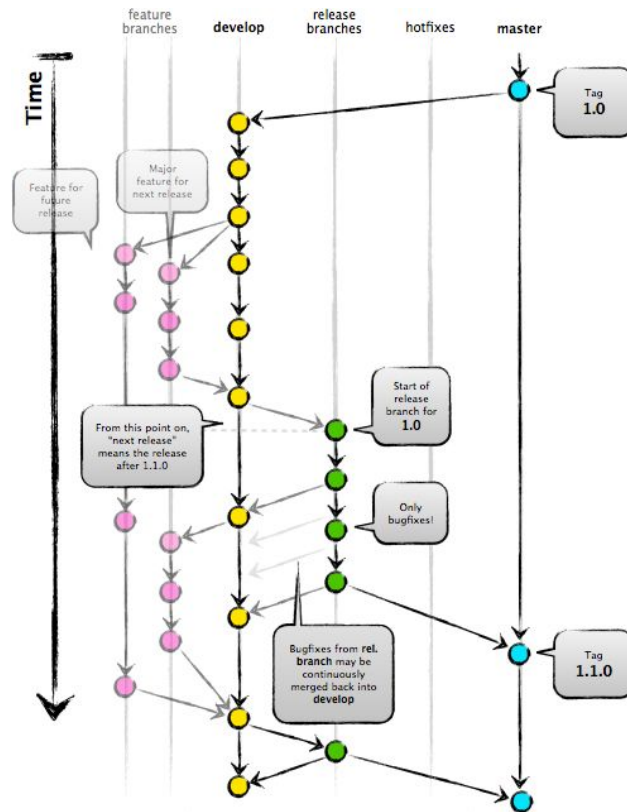 feature
branches
develop
release
branches
hotfixes
master
Time
Tag
1.0
Major
feature for
next release
Feature for
future
release
Start of
release
branch for
1.0
From this point on,
"next release"
means the release
after 1.1.0
Only
bugfixes!
Bugfixes from rel.
branch may be
continuously
merged back into
develop
Tag
1.1.0